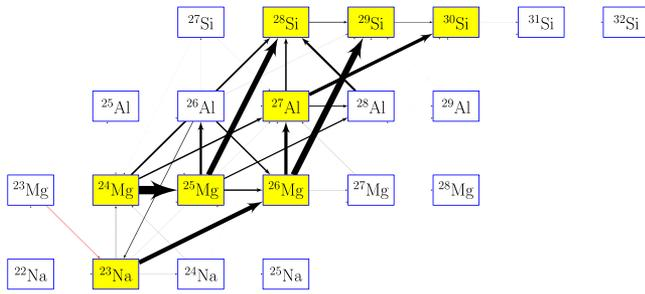 ²⁷Si ²⁸Si ²⁹Si ³⁰Si ³¹Si ³²Si
²⁵Al ²⁶Al ²⁷Al ²⁸Al ²⁹Al
²³Mg ²⁴Mg ²⁵Mg ²⁶Mg ²⁷Mg ²⁸Mg
²²Na ²³Na ²⁴Na ²⁵Na